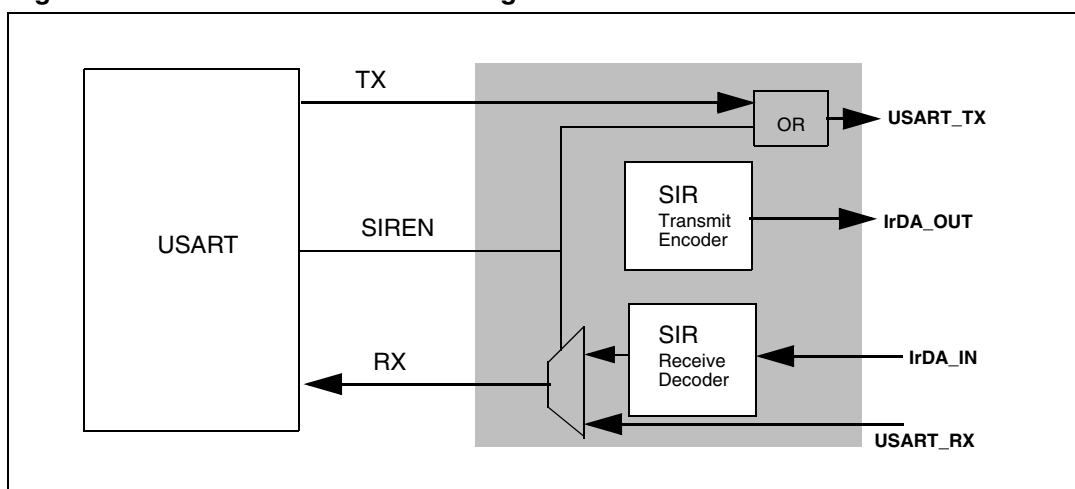 TX
OR
USART_TX
SIR
Transmit
Encoder
IrDA_OUT
USART
SIREN
SIR
Receive
Decoder
IrDA_IN
RX
USART_RX